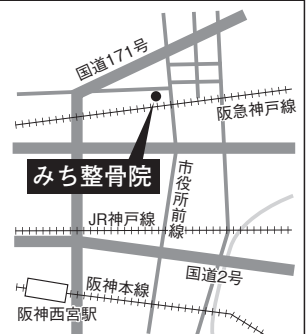 国道171号
阪急神戸線
みち整骨院
市役所前線
JR神戸線
国道2号
阪神本線
阪神西宮駅